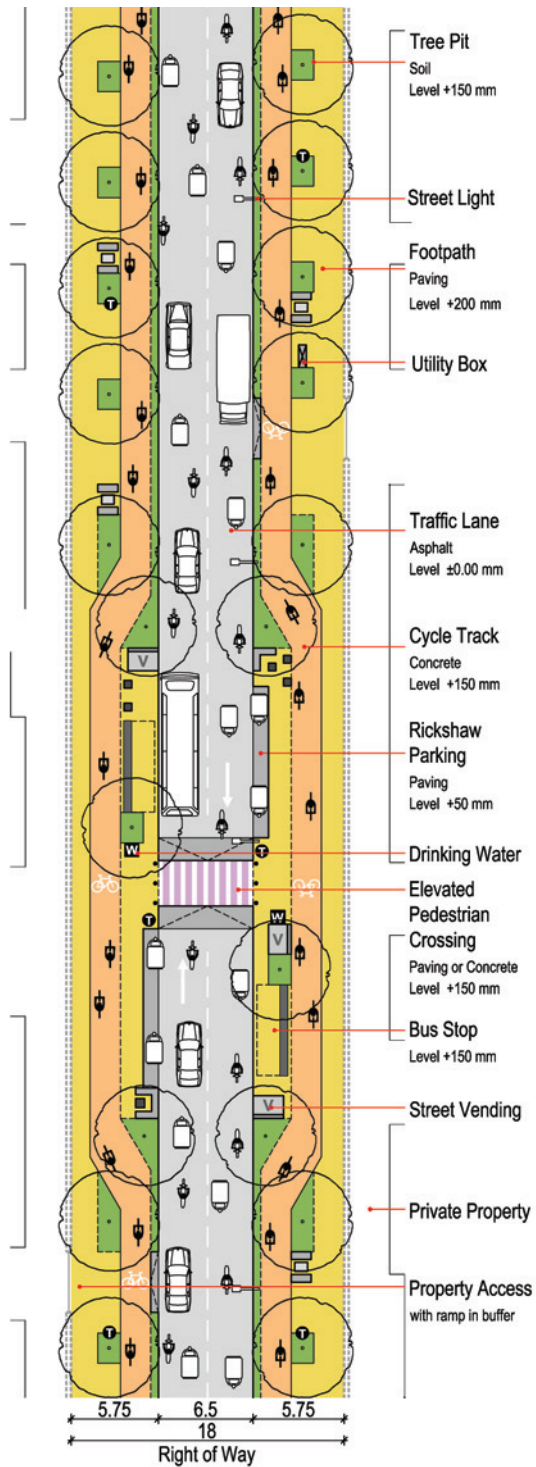 Tree Pit
Soil
Level +150 mm
T
Street Light
Footpath
Paving
Level +200 mm
T
Utility Box
Traffic Lane
Asphalt
Level ±0.00 mm
Cycle Track
Concrete
Level +150 mm
V
Rickshaw
Parking
Paving
Level +50 mm
W
Drinking Water
T
Elevated
Pedestrian
Crossing
Paving or Concrete
Level +150 mm
T
W
V
Bus Stop
Level +150 mm
V
Street Vending
Private Property
Property Access
with ramp in buffer
T
T
5.75 6.5 5.75
18
Right of Way